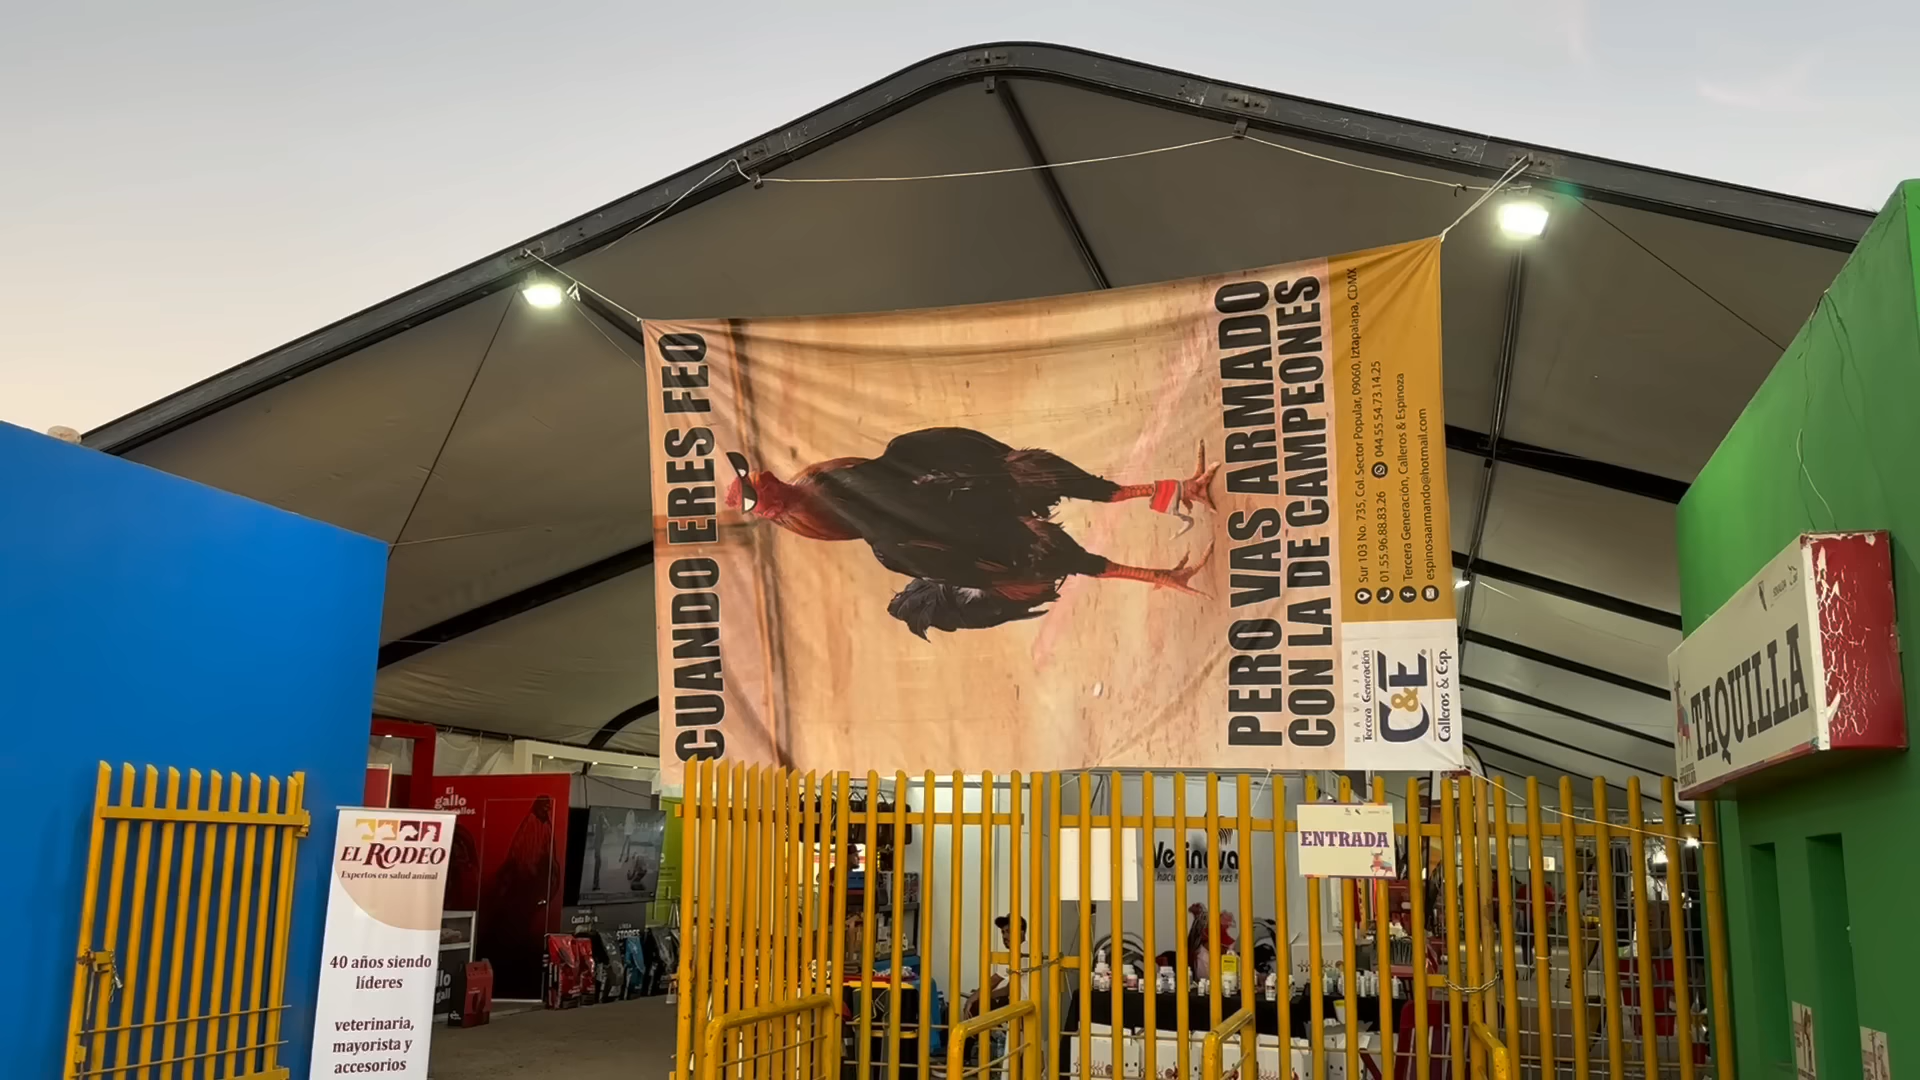 CUANDO ERES FEO
PERO VAS ARMADO
CON LA DE CAMPEONES
Sur 103 No. 735, Col. Sector Popular, 09060, Iztapalapa, CDMX
01.55.96.88.83.26 044.55.54.73.14.25
Tercera Generación, Calleros & Espinoza
espinosaarmando@hotmail.com
NAVAJAS
Tercera Generación
C&E
Calleros & Esp.
TAQUILLA
ENTRADA
El
gallo
EL RODEO
Expertos en salud animal
40 años siendo
líderes
veterinaria,
mayorista y
accesorios